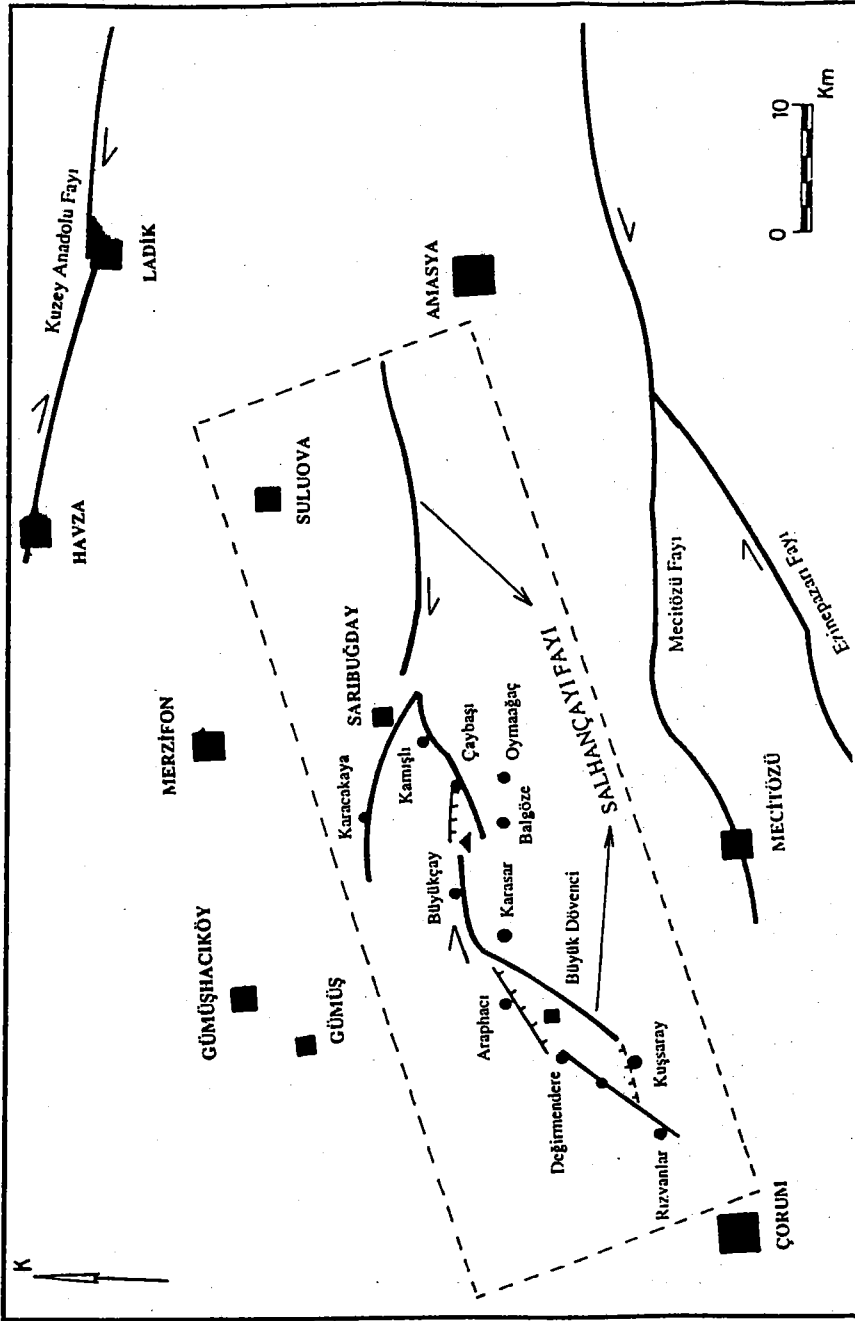 K
HAVZA
Kuzey Anadolu Fayı
LADİK
MERZİFON
SULUOVA
AMASYA
GÜMÜŞHACIKÖY
GÜMÜŞ
SARIBUĞDAY
Karacakaya
Kamışlı
Çaybaşı
Oymaağaç
Balgöze
Büyükçay
Karasar
Araphacı
Büyük Dövenci
Değirmendere
Kuşsaray
Rızvanlar
SALHANÇAYI FAYI
ÇORUM
MECİTÖZÜ
Mecitözü Fayı
Ezinepazarı Fayı
0 10
Km